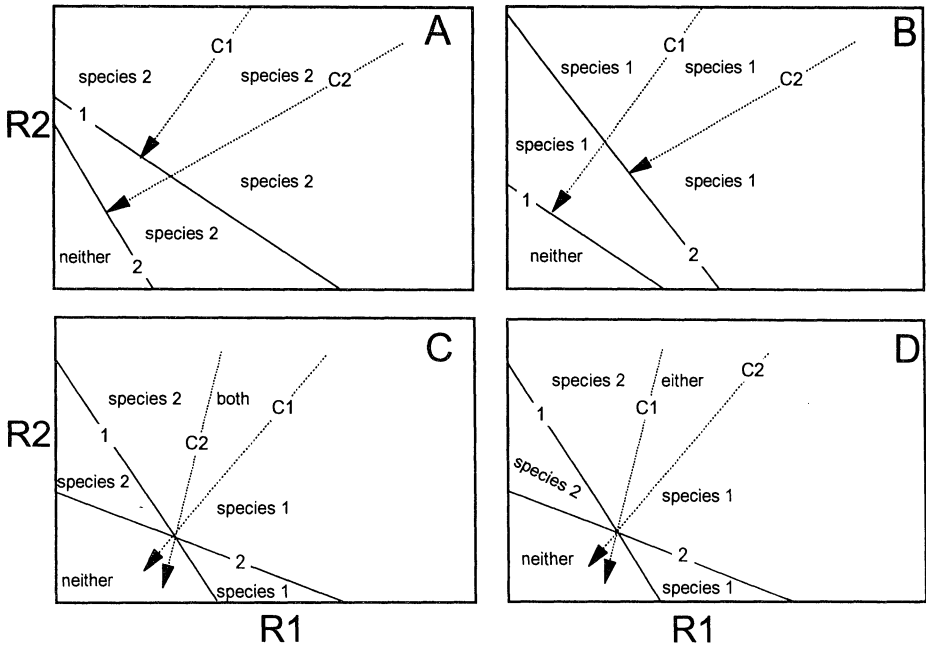 A
C1
species 2
species 2
C2
1
R2
species 2
species 2
neither
2
B
C1
species 1
species 1
C2
species 1
species 1
1
neither
2
C
species 2
both
C1
R2
1
C2
species 2
species 1
2
neither
species 1
R1
D
species 2
either
C2
C1
1
species 2
species 1
neither
2
species 1
R1